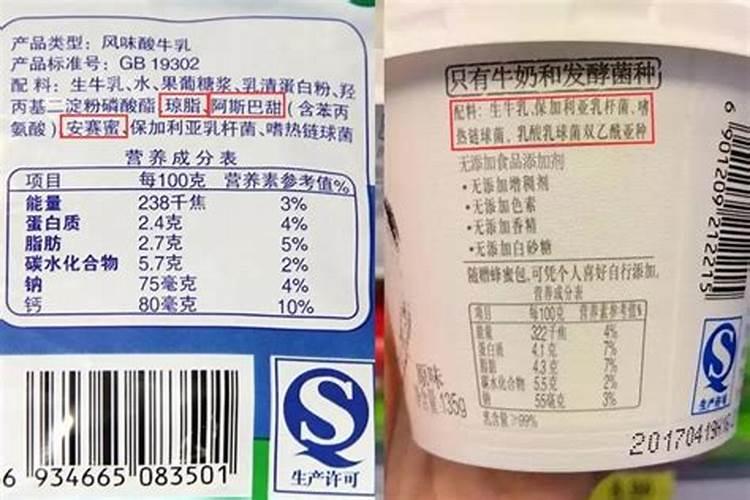 产品类型：风味酸牛乳
产品标准号：GB 19302
配 料：生牛乳、水、果葡糖浆、乳清蛋白粉、羟
丙基二淀粉磷酸酯、琼脂、阿斯巴甜（含苯丙
氨酸）、安赛蜜、保加利亚乳杆菌、嗜热链球菌
营养成分表
项目 每100克 营养素参考值%
能量 238千焦 3%
蛋白质 2.4克 4%
脂肪 2.7克 5%
碳水化合物 5.7克 2%
钠 75毫克 4%
钙 80毫克 10%
6 934665 083501
生产许可
只有牛奶和发酵菌种
配料：生牛乳、保加利亚乳杆菌、嗜
热链球菌、乳酸乳球菌双乙酰亚种
无添加食品添加剂
·无添加增稠剂
·无添加色素
·无添加香精
·无添加白砂糖
随赠蜂蜜包，可凭个人喜好自行添加。
营养成分表
项目 每100克 营养素参考值%
能量 322千焦 4%
蛋白质 4.1克 7%
脂肪 4.3克 7%
碳水化合物 5.5克 2%
钠 55毫克 3%
乳含量≥99%
原味
135g
6 901209 212215
生产许可
20170419H